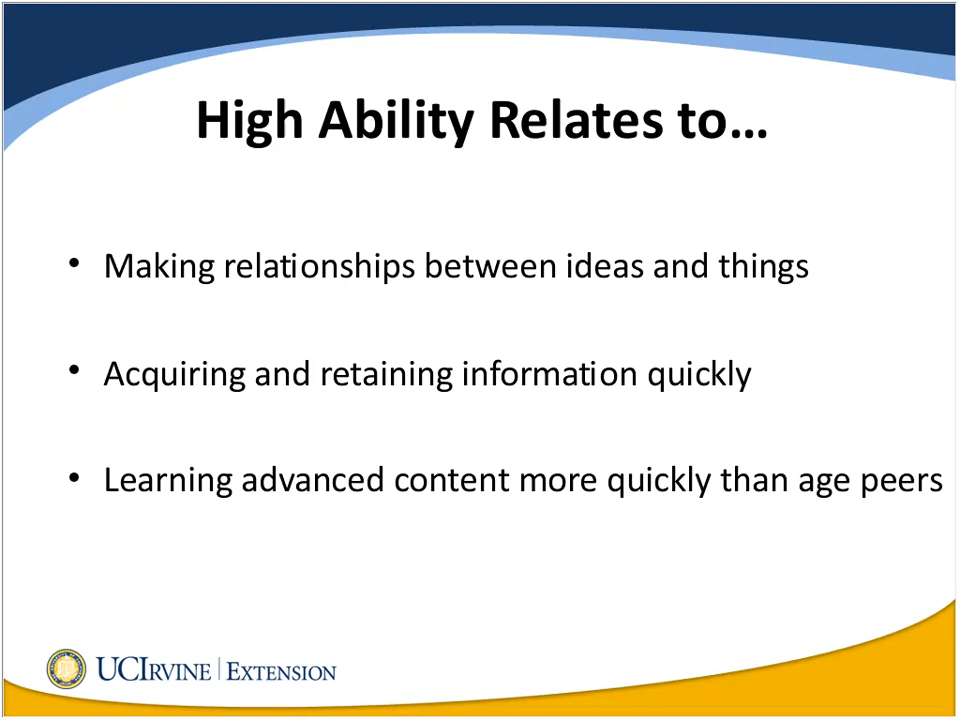 High Ability Relates to…
• Making relationships between ideas and things
• Acquiring and retaining information quickly
• Learning advanced content more quickly than age peers
UCIRVINE | EXTENSION